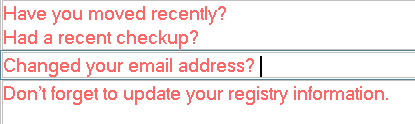 Have you moved recently?
Had a recent checkup?
Changed your email address?
Don't forget to update your registry information.